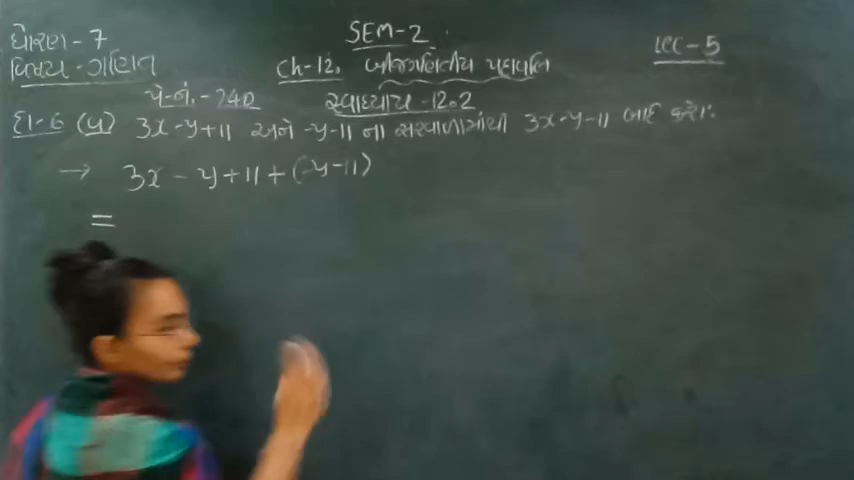 ધોરણ - 7
SEM-2
LEC-5
વિષય - ગણિત
Ch-12. બીજગણિતીય પદાવલિ
પે.નં. - 240
સ્વાધ્યાય - 12.2
દા-6 (બ) 3x-y+11 અને -y-11 ના સરવાળામાંથી 3x-y-11 બાદ કરો.
→ 3x - y + 11 + (-y-11)
=